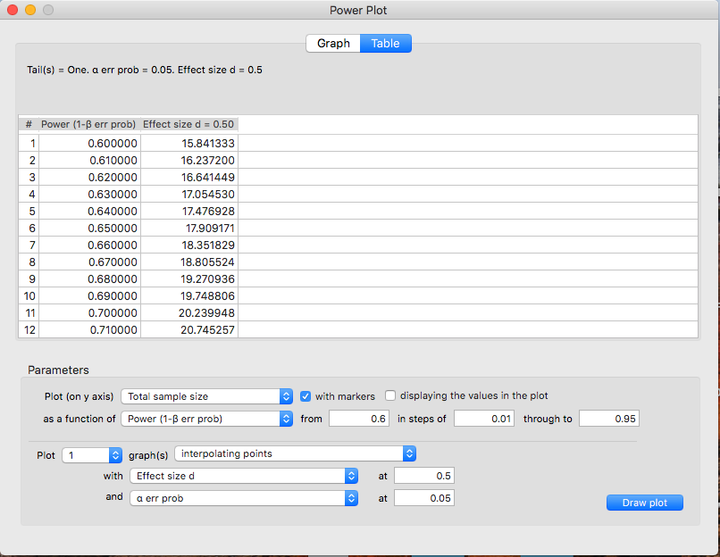 Power Plot
Graph Table
Tail(s) = One. α err prob = 0.05. Effect size d = 0.5
# Power (1-β err prob) Effect size d = 0.50
1 0.600000 15.841333
2 0.610000 16.237200
3 0.620000 16.641449
4 0.630000 17.054530
5 0.640000 17.476928
6 0.650000 17.909171
7 0.660000 18.351829
8 0.670000 18.805524
9 0.680000 19.270936
10 0.690000 19.748806
11 0.700000 20.239948
12 0.710000 20.745257
Parameters
Plot (on y axis) Total sample size with markers displaying the values in the plot
as a function of Power (1-β err prob) from 0.6 in steps of 0.01 through to 0.95
Plot 1 graph(s) interpolating points
with Effect size d at 0.5
and α err prob at 0.05
Draw plot